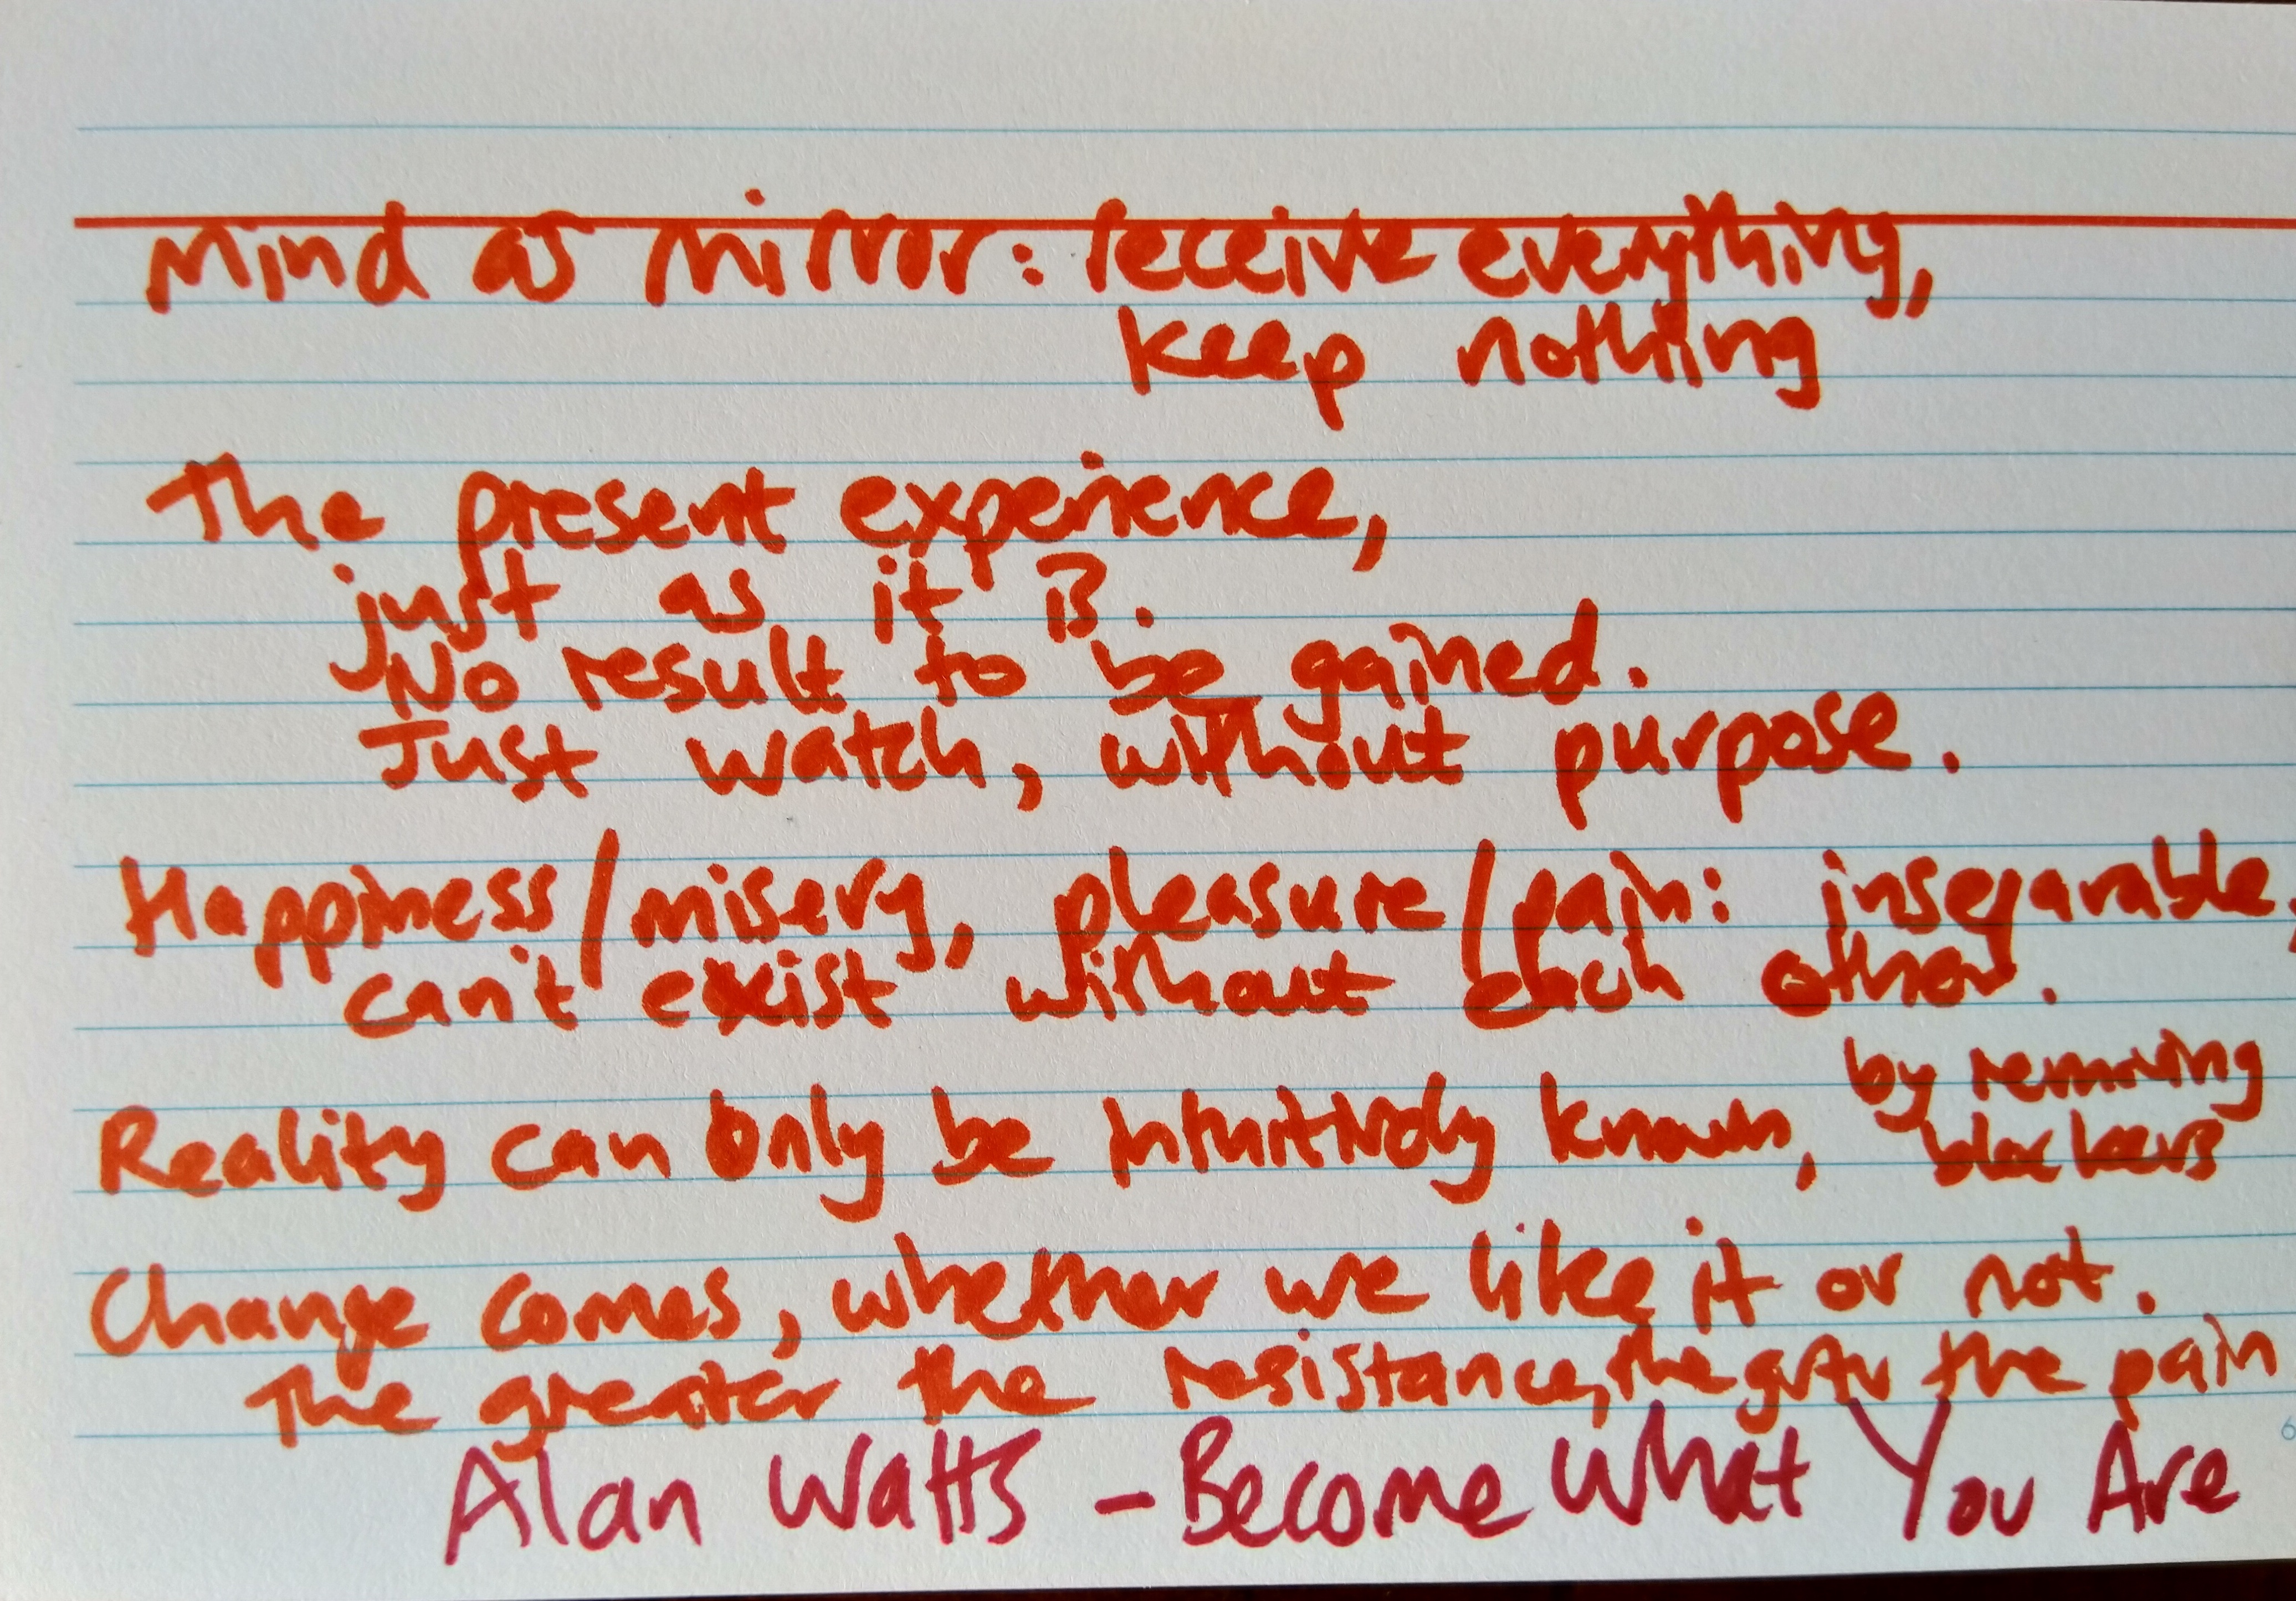 Mind as mirror: receive everything,
keep nothing
The present experience,
just as it is.
No result to be gained.
Just watch, without purpose.
Happiness/misery, pleasure/pain: inseparable,
can't exist without each other.
by removing
Reality can only be intuitively known, blockers
Change comes, whether we like it or not.
The greater the resistance, the the pain
Alan Watts - Become What You Are
6